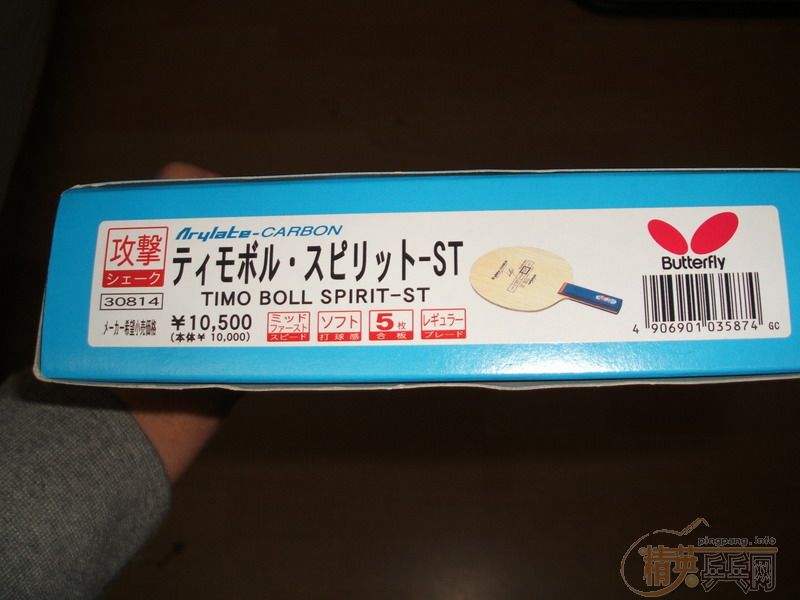 攻撃
シェーク
30814
Arylate-CARBON
ティモボル・スピリット-ST
TIMO BOLL SPIRIT-ST
メーカー希望小売価格
¥10,500
(本体¥ 10,000)
ミッド
ファースト
スピード
ソフト
打球感
5枚
合板
レギュラー
ブレード
Butterfly
4 906901 035874 GC
pingpang.info
精英乒乓网